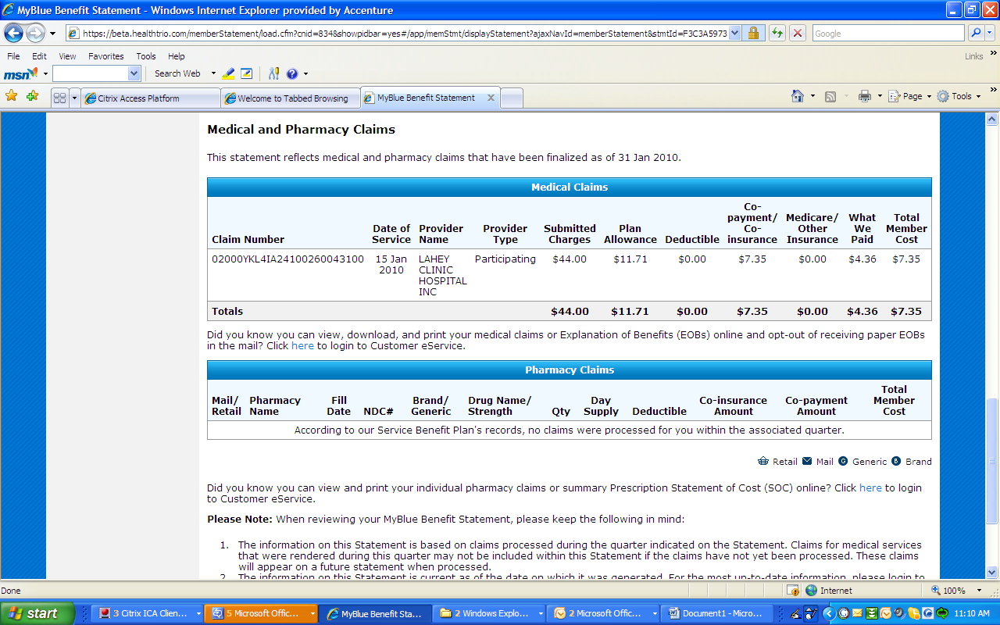 MyBlue Benefit Statement - Windows Internet Explorer provided by Accenture
https://beta.healthtrio.com/memberStatement/load.cfm?cnid=834&showpidbar=yes#/app/memStmt/displayStatement?ajaxNavId=memberStatement&stmtId=F3C3A5973
Google
File Edit View Favorites Tools Help
Links »
msn Search Web
Citrix Access Platform Welcome to Tabbed Browsing MyBlue Benefit Statement X Page Tools »
Medical and Pharmacy Claims
This statement reflects medical and pharmacy claims that have been finalized as of 31 Jan 2010.
Medical Claims
Claim Number Date of Service Provider Name Provider Type Submitted Charges Plan Allowance Deductible Co-payment/ Co-insurance Medicare/ Other Insurance What We Paid Total Member Cost
02000YKL4IA24100260043100 15 Jan 2010 LAHEY CLINIC HOSPITAL INC Participating $44.00 $11.71 $0.00 $7.35 $0.00 $4.36 $7.35
Totals $44.00 $11.71 $0.00 $7.35 $0.00 $4.36 $7.35
Did you know you can view, download, and print your medical claims or Explanation of Benefits (EOBs) online and opt-out of receiving paper EOBs
in the mail? Click here to login to Customer eService.
Pharmacy Claims
Mail/ Retail Pharmacy Name Fill Date NDC# Brand/ Generic Drug Name/ Strength Qty Day Supply Deductible Co-insurance Amount Co-payment Amount Total Member Cost
According to our Service Benefit Plan's records, no claims were processed for you within the associated quarter.
Retail Mail G Generic B Brand
Did you know you can view and print your individual pharmacy claims or summary Prescription Statement of Cost (SOC) online? Click here to login
to Customer eService.
Please Note: When reviewing your MyBlue Benefit Statement, please keep the following in mind:
1. The information on this Statement is based on claims processed during the quarter indicated on the Statement. Claims for medical services
that were rendered during this quarter may not be included within this Statement if the claims have not yet been processed. These claims
will appear on a future statement when processed.
2. The information on this Statement is current as of the date on which it was generated. For the most up-to-date information, please login to
Done Internet 100%
start 3 Citrix ICA Clien... 5 Microsoft Offic... MyBlue Benefit Sta... 2 Windows Explo... 2 Microsoft Offic... Document1 - Micro... 11:10 AM